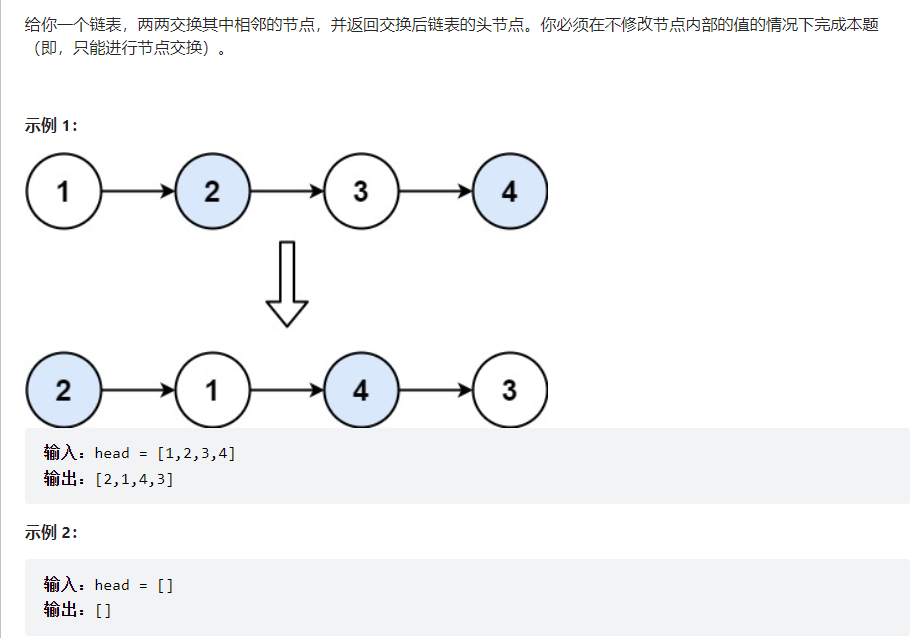 给你一个链表，两两交换其中相邻的节点，并返回交换后链表的头节点。你必须在不修改节点内部的值的情况下完成本题
（即，只能进行节点交换）。
示例 1：
1 2 3 4
2 1 4 3
输入：head = [1,2,3,4]
输出：[2,1,4,3]
示例 2：
输入：head = []
输出：[]